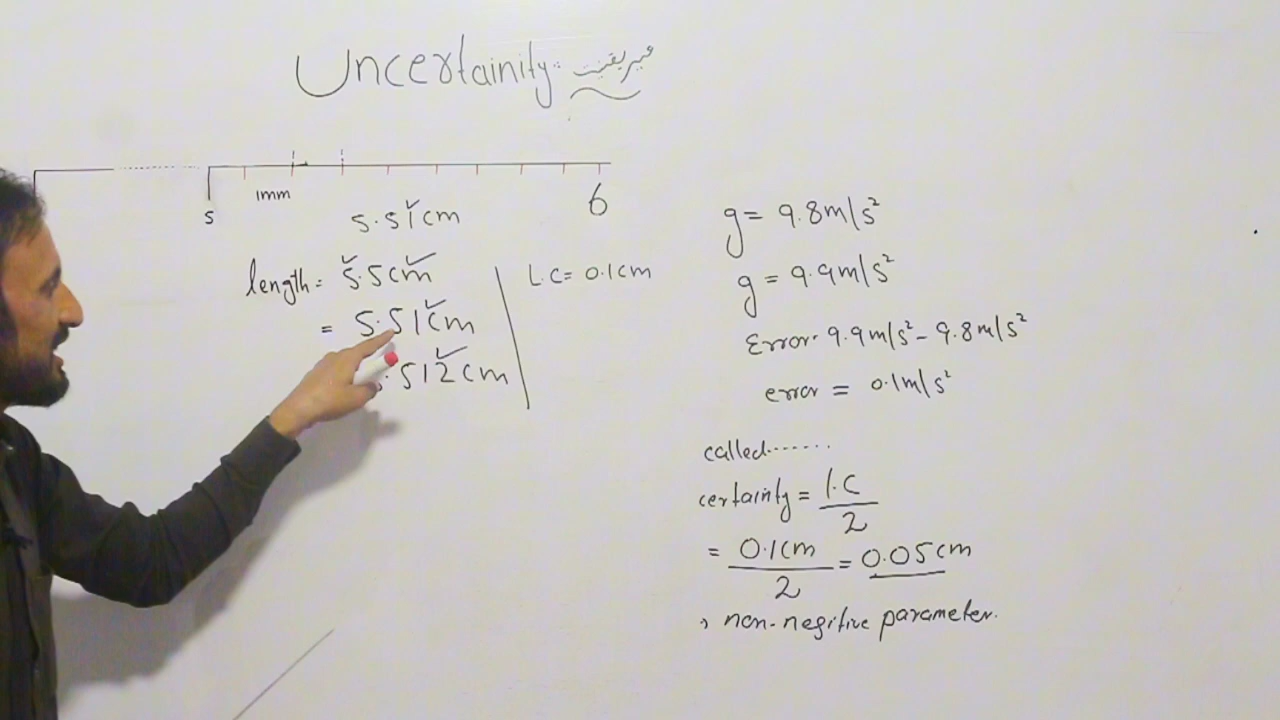 Uncertainity:- غیر یقینیت
1mm
5
6
5.51cm
length = 5.5cm
L.C = 0.1cm
= 5.51cm
.512cm
g = 9.8m/s²
g = 9.9m/s²
Error. 9.9m/s² - 9.8m/s²
error = 0.1m/s²
called.......
certainity = l.C/2
= 0.1cm/2 = 0.05cm
, non-negitive parameter.